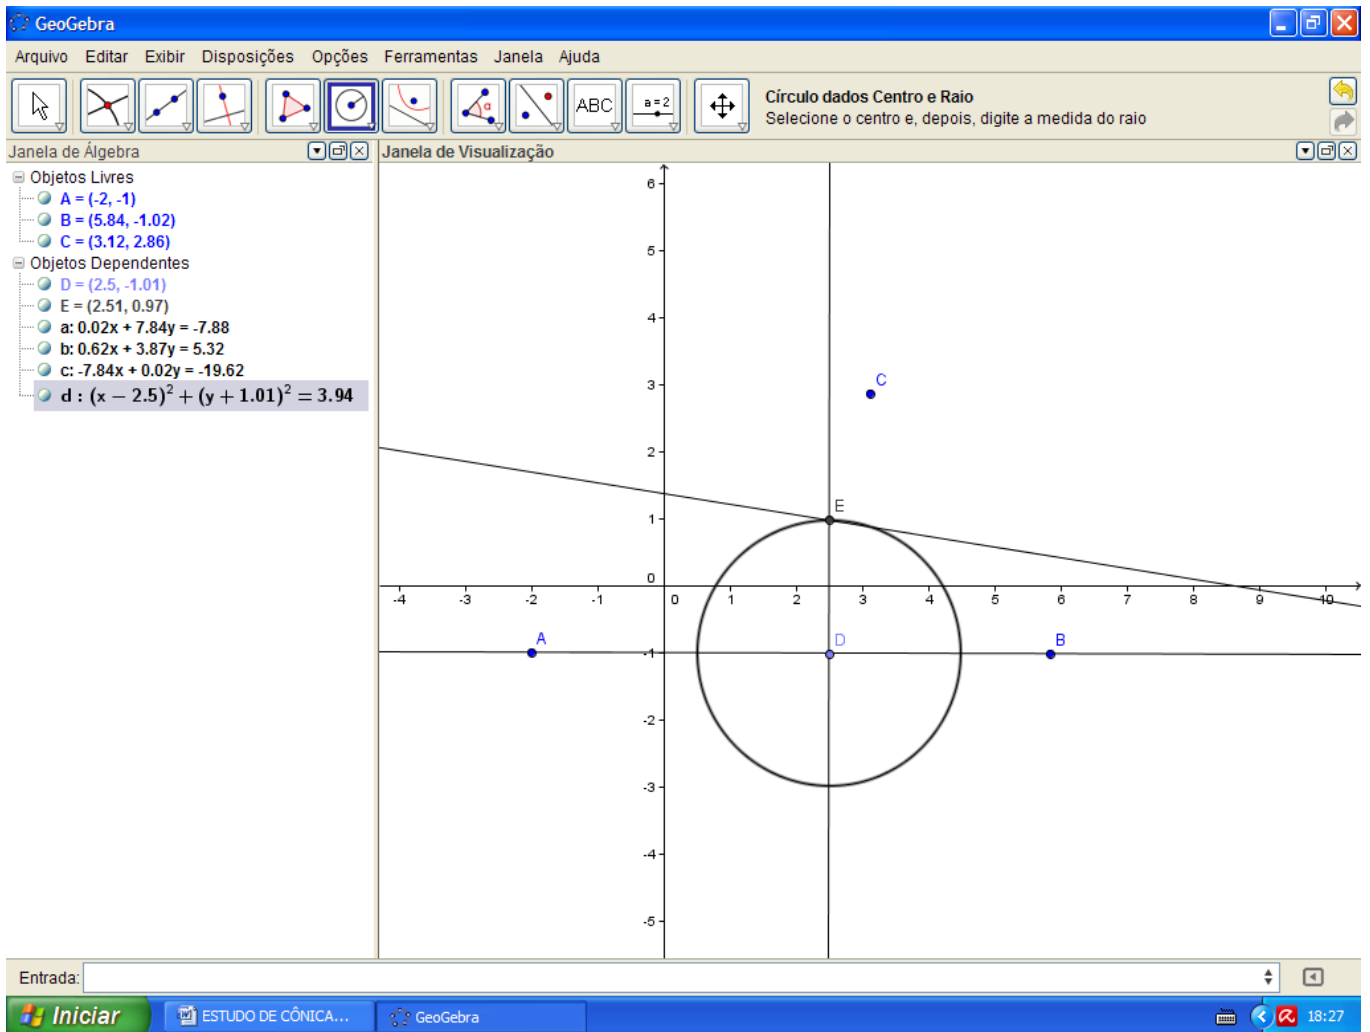 GeoGebra
Arquivo Editar Exibir Disposições Opções Ferramentas Janela Ajuda
ABC
a = 2
α
Círculo dados Centro e Raio
Selecione o centro e, depois, digite a medida do raio
Janela de Álgebra
Janela de Visualização
Objetos Livres
A = (-2, -1)
B = (5.84, -1.02)
C = (3.12, 2.86)
Objetos Dependentes
D = (2.5, -1.01)
E = (2.51, 0.97)
a: 0.02x + 7.84y = -7.88
b: 0.62x + 3.87y = 5.32
c: -7.84x + 0.02y = -19.62
d : (x − 2.5)² + (y + 1.01)² = 3.94
6
5
4
3
C
2
1
E
0
-4 -3 -2 -1 0 1 2 3 4 5 6 7 8 9 10
A
-1
D
B
-2
-3
-4
-5
Entrada:
Iniciar
ESTUDO DE CÔNICA...
GeoGebra
18:27